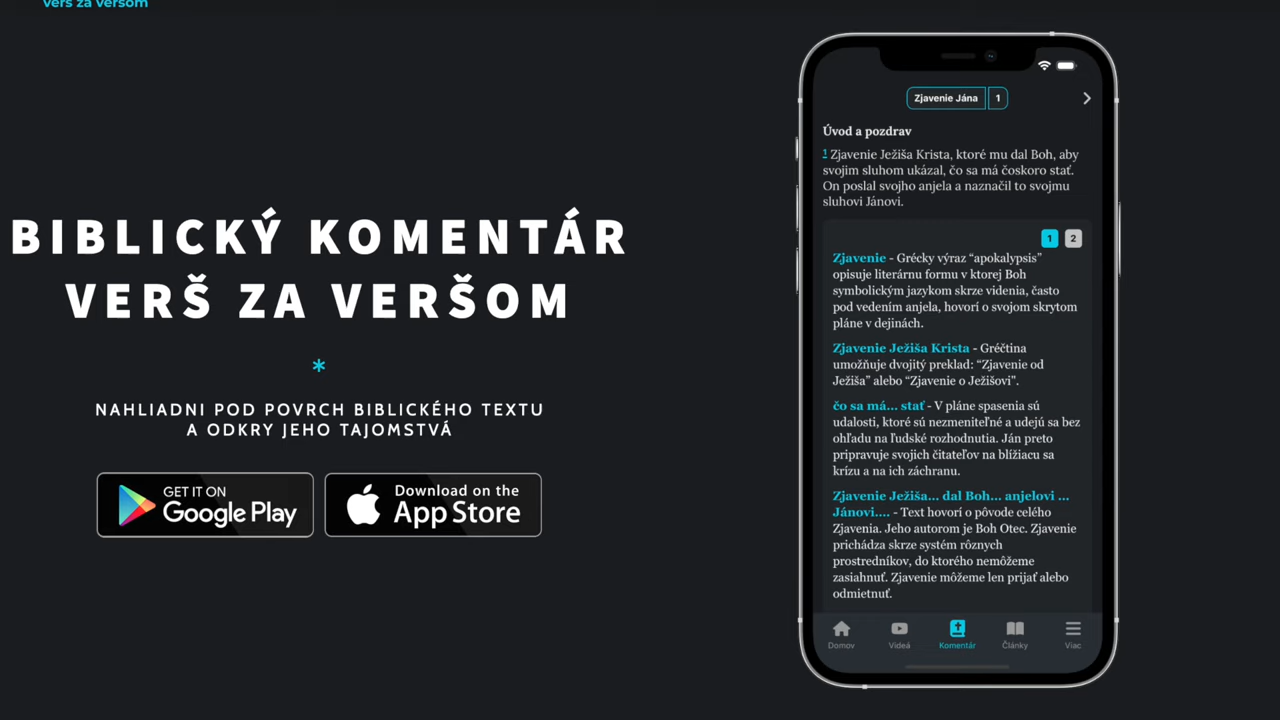 verš za veršom
BIBLICKÝ KOMENTÁR
VERŠ ZA VERŠOM
*
NAHLIADNI POD POVRCH BIBLICKÉHO TEXTU
A ODKRY JEHO TAJOMSTVÁ
GET IT ON
Google Play
Download on the
App Store
Zjavenie Jána 1
Úvod a pozdrav
1 Zjavenie Ježiša Krista, ktoré mu dal Boh, aby
svojim sluhom ukázal, čo sa má čoskoro stať.
On poslal svojho anjela a naznačil to svojmu
sluhovi Jánovi.
1 2
Zjavenie - Grécky výraz “apokalypsis”
opisuje literárnu formu v ktorej Boh
symbolickým jazykom skrze videnia, často
pod vedením anjela, hovorí o svojom skrytom
pláne v dejinách.
Zjavenie Ježiša Krista - Gréčtina
umožňuje dvojitý preklad: “Zjavenie od
Ježiša” alebo “Zjavenie o Ježišovi”.
čo sa má... stať - V pláne spasenia sú
udalosti, ktoré sú nezmeniteľné a udejú sa bez
ohľadu na ľudské rozhodnutia. Ján preto
pripravuje svojich čitateľov na blížiacu sa
krízu a na ich záchranu.
Zjavenie Ježiša... dal Boh... anjelovi ...
Jánovi.... - Text hovorí o pôvode celého
Zjavenia. Jeho autorom je Boh Otec. Zjavenie
prichádza skrze systém rôznych
prostredníkov, do ktorého nemôžeme
zasiahnuť. Zjavenie môžeme len prijať alebo
odmietnuť.
Domov Videá Komentár Články Viac